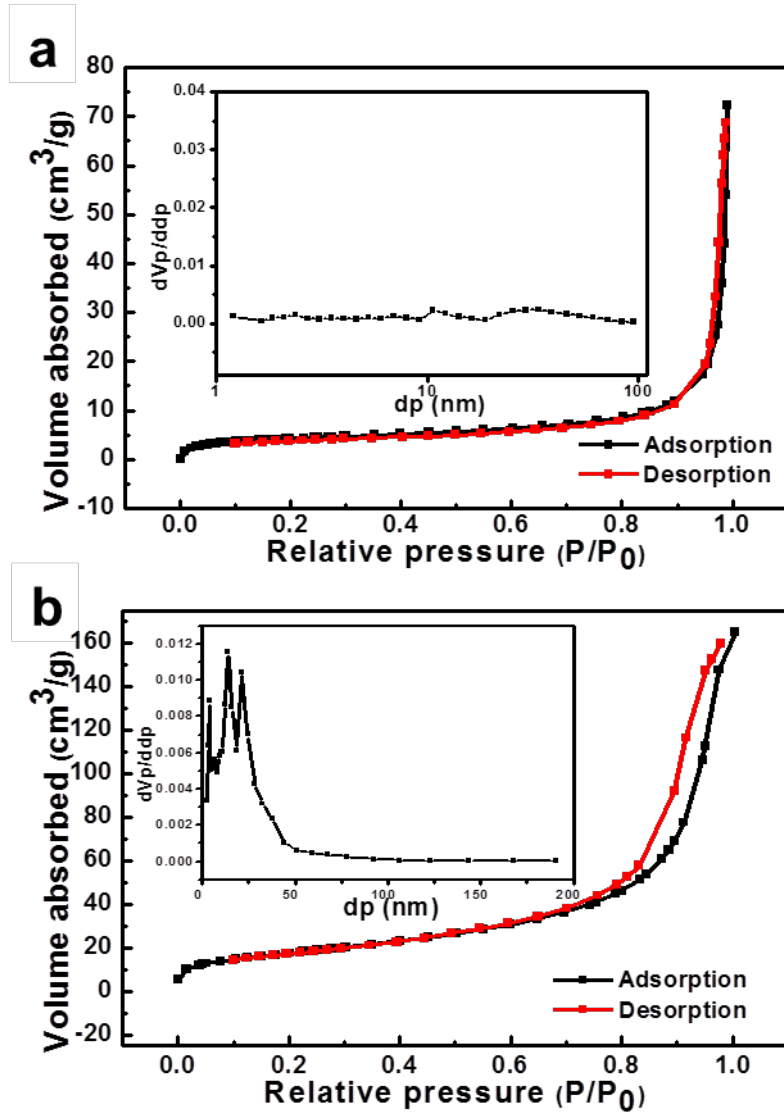 a
80
70
60
50
40
30
20
10
0
-10
Volume absorbed (cm³/g)
0.04
0.03
0.02
0.01
0.00
dVp/ddp
1 10 100
dp (nm)
Adsorption
Desorption
0.0 0.2 0.4 0.6 0.8 1.0
Relative pressure (P/P₀)
b
160
140
120
100
80
60
40
20
0
-20
Volume absorbed (cm³/g)
0.012
0.010
0.008
0.006
0.004
0.002
0.000
dVp/ddp
0 50 100 150 200
dp (nm)
Adsorption
Desorption
0.0 0.2 0.4 0.6 0.8 1.0
Relative pressure (P/P₀)